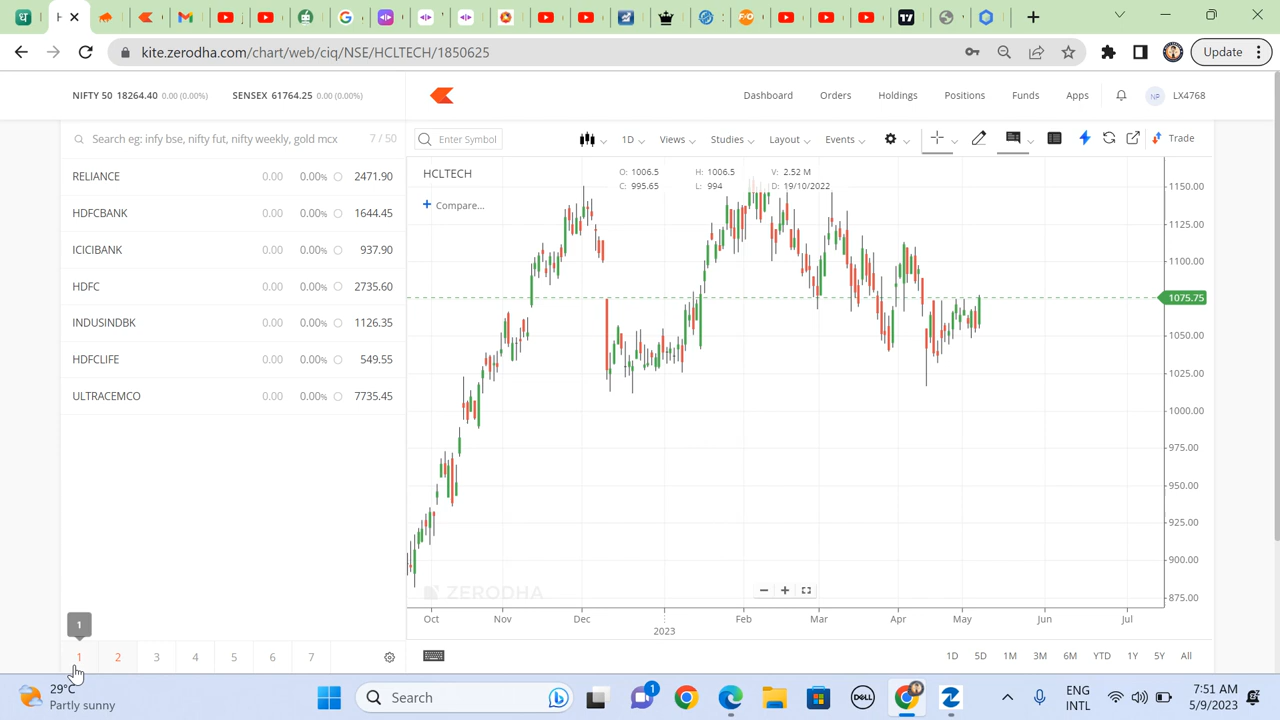 H
kite.zerodha.com/chart/web/ciq/NSE/HCLTECH/1850625
Update
NIFTY 50 18264.40 0.00 (0.00%)
SENSEX 61764.25 0.00 (0.00%)
Dashboard
Orders
Holdings
Positions
Funds
Apps
NP
LX4768
Search eg: infy bse, nifty fut, nifty weekly, gold mcx
7 / 50
Enter Symbol
1D
Views
Studies
Layout
Events
Trade
RELIANCE 0.00 0.00% 2471.90
HDFCBANK 0.00 0.00% 1644.45
ICICIBANK 0.00 0.00% 937.90
HDFC 0.00 0.00% 2735.60
INDUSINDBK 0.00 0.00% 1126.35
HDFCLIFE 0.00 0.00% 549.55
ULTRACEMCO 0.00 0.00% 7735.45
HCLTECH
Compare...
O: 1006.5 H: 1006.5 V: 2.52 M
C: 995.65 L: 994 D: 19/10/2022
1150.00
1125.00
1100.00
1075.75
1050.00
1025.00
1000.00
975.00
950.00
925.00
900.00
875.00
ZERODHA
Oct Nov Dec Feb Mar Apr May Jun Jul
2023
1
1 2 3 4 5 6 7
1D 5D 1M 3M 6M YTD 1Y 5Y All
29°C
Partly sunny
Search
1
DELL
ENG
INTL
7:51 AM
5/9/2023